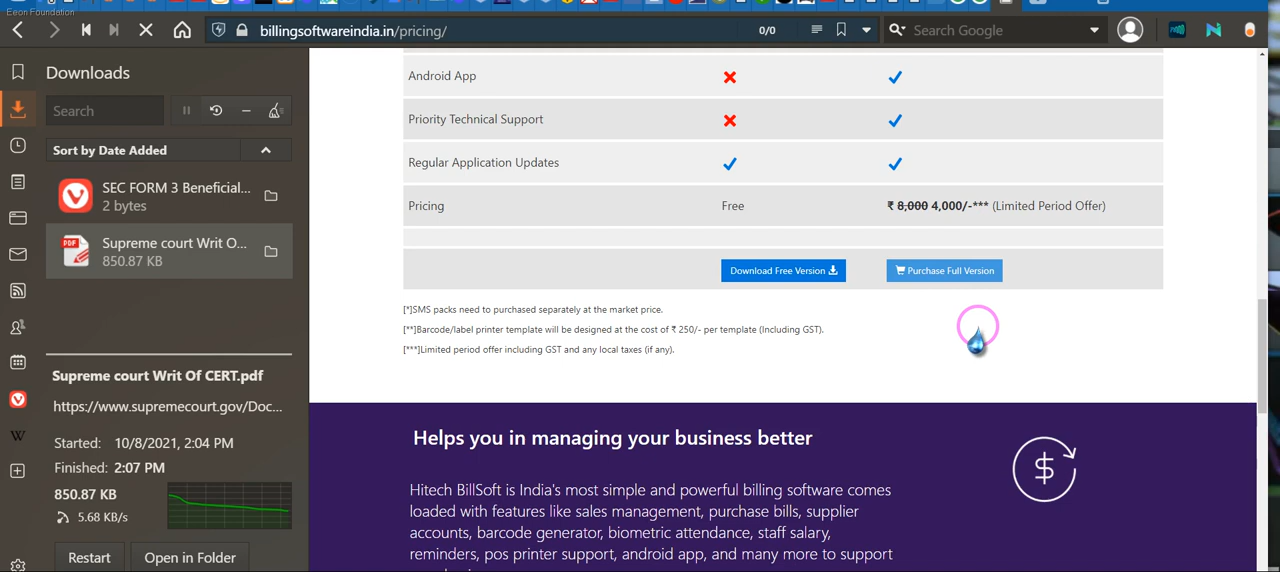 Eeon Foundation
billingsoftwareindia.in/pricing/
0/0
Search Google
Downloads
Search
Sort by Date Added
SEC FORM 3 Beneficial...
2 bytes
PDF
Supreme court Writ O...
850.87 KB
Supreme court Writ Of CERT.pdf
https://www.supremecourt.gov/Doc...
Started: 10/8/2021, 2:04 PM
Finished: 2:07 PM
850.87 KB
5.68 KB/s
Restart
Open in Folder
Android App
Priority Technical Support
Regular Application Updates
Pricing Free ₹ 8,000 4,000/-*** (Limited Period Offer)
Download Free Version
Purchase Full Version
[*]SMS packs need to purchased separately at the market price.
[**]Barcode/label printer template will be designed at the cost of ₹ 250/- per template (Including GST).
[***]Limited period offer including GST and any local taxes (if any).
Helps you in managing your business better
Hitech BillSoft is India's most simple and powerful billing software comes
loaded with features like sales management, purchase bills, supplier
accounts, barcode generator, biometric attendance, staff salary,
reminders, pos printer support, android app, and many more to support